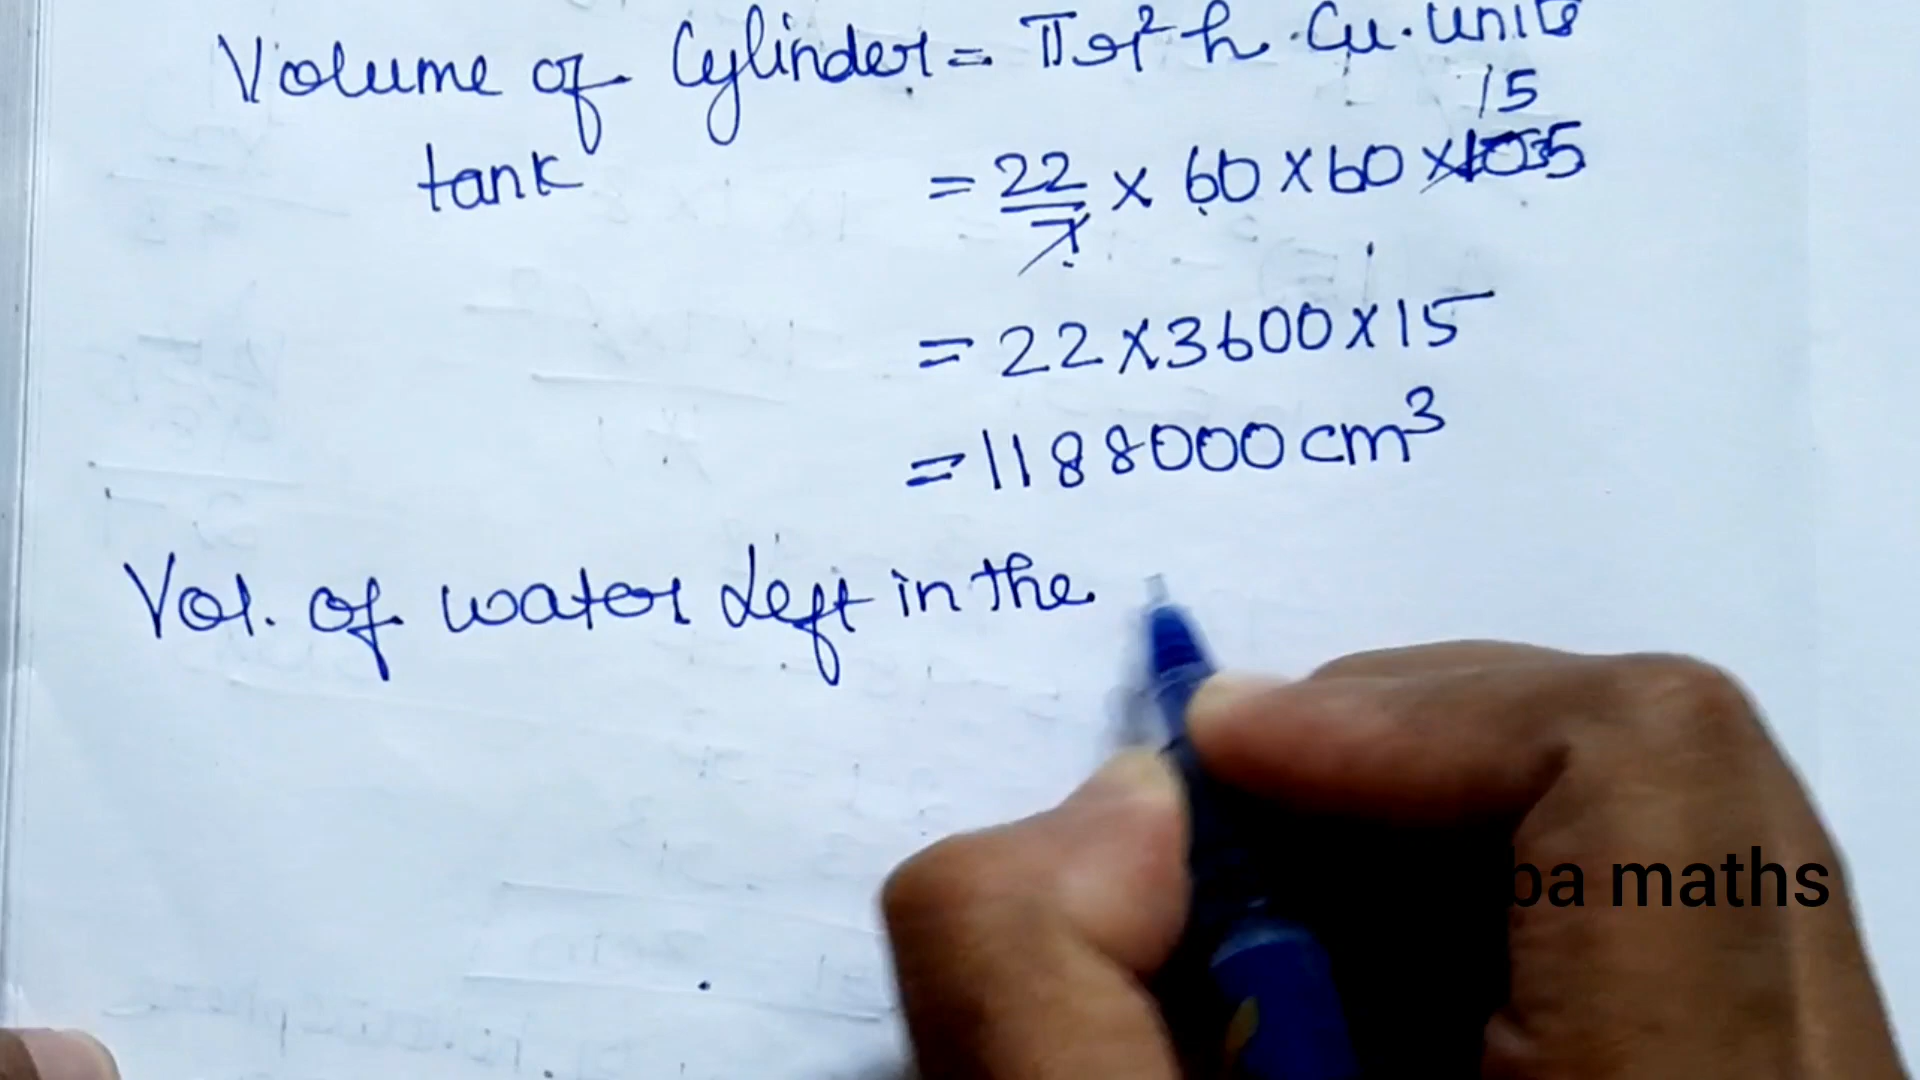 Volume of Cylinder = πr²h. Cu. units
tank
15
= 22/7 × 60 × 60 × 105
= 22×3600×15
= 1188000 cm³
Vol. of water Left in the
ba maths